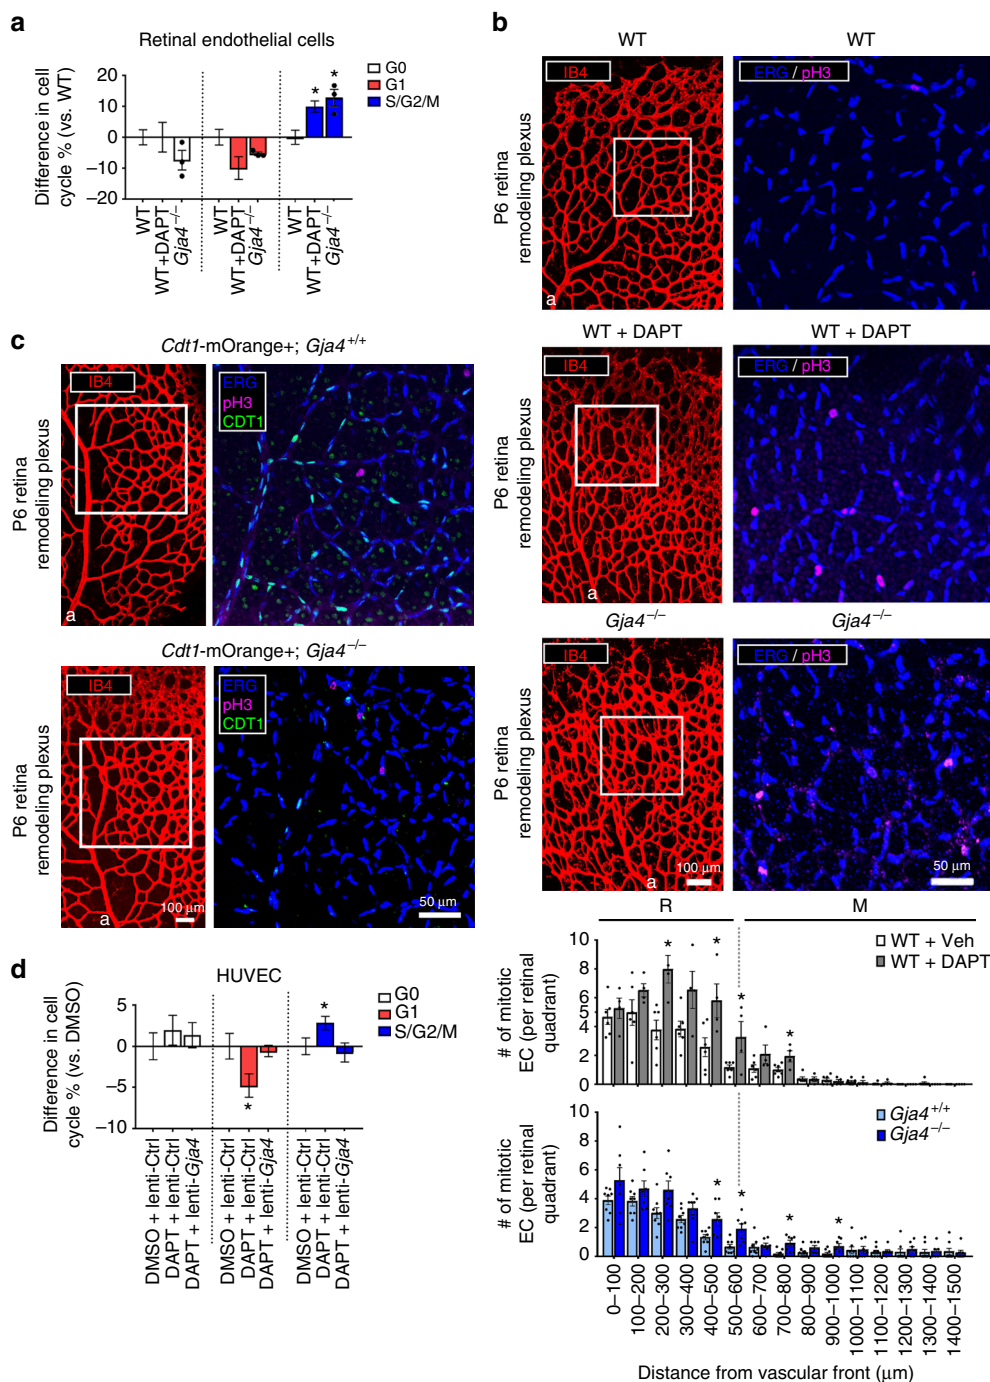 a
Retinal endothelial cells
Difference in cell
cycle % (vs. WT)
20
10
0
−10
−20
* *
G0
G1
S/G2/M
WT
WT+DAPT
Gja4−/−
WT
WT+DAPT
Gja4−/−
WT
WT+DAPT
Gja4−/−
b
WT
WT
P6 retina
remodeling plexus
IB4
a
ERG / pH3
WT + DAPT
WT + DAPT
P6 retina
remodeling plexus
IB4
a
ERG / pH3
Gja4−/−
Gja4−/−
P6 retina
remodeling plexus
IB4
100 μm
a
ERG / pH3
50 μm
R
M
# of mitotic
EC (per retinal
quadrant)
10
8
6
4
2
0
* * * *
WT + Veh
WT + DAPT
# of mitotic
EC (per retinal
quadrant)
10
8
6
4
2
0
* * * *
Gja4+/+
Gja4−/−
0–100
100–200
200–300
300–400
400–500
500–600
600–700
700–800
800–900
900–1000
1000–1100
1100–1200
1200–1300
1300–1400
1400–1500
Distance from vascular front (μm)
c
Cdt1-mOrange+; Gja4+/+
P6 retina
remodeling plexus
IB4
a
ERG
pH3
CDT1
Cdt1-mOrange+; Gja4−/−
P6 retina
remodeling plexus
IB4
100 μm
a
ERG
pH3
CDT1
50 μm
d
HUVEC
Difference in cell
cycle % (vs. DMSO)
5
0
−5
−10
*
*
G0
G1
S/G2/M
DMSO + lenti-Ctrl
DAPT + lenti-Ctrl
DAPT + lenti-Gja4
DMSO + lenti-Ctrl
DAPT + lenti-Ctrl
DAPT + lenti-Gja4
DMSO + lenti-Ctrl
DAPT + lenti-Ctrl
DAPT + lenti-Gja4